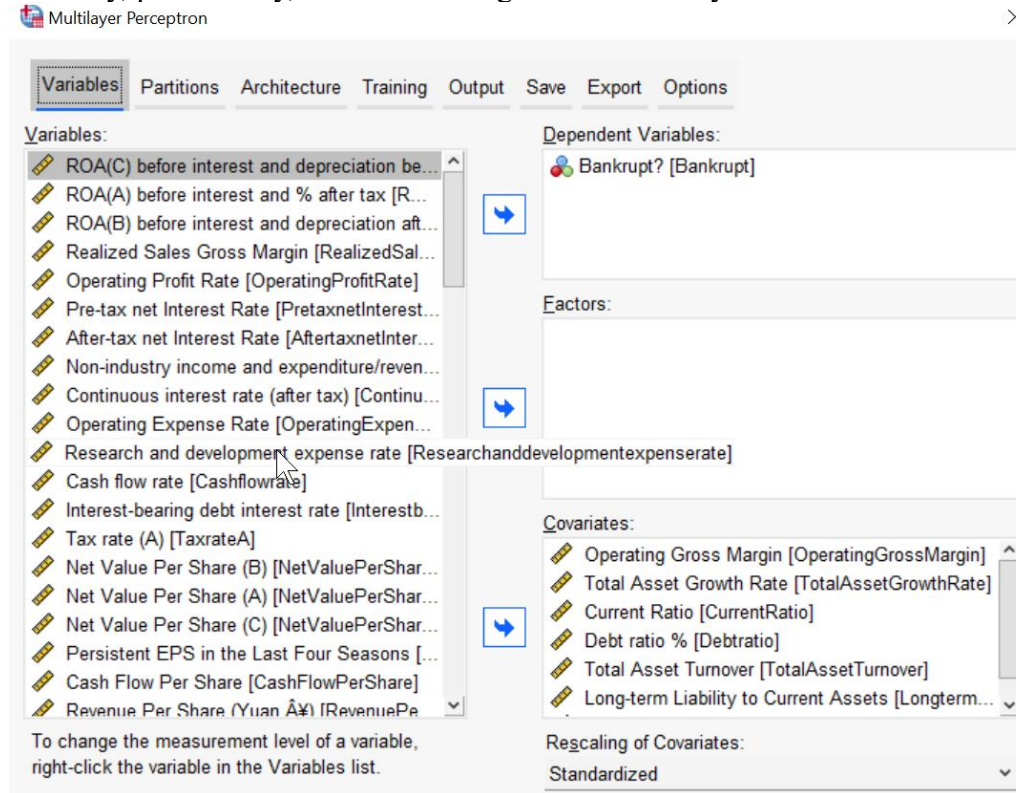 Multilayer Perceptron
Variables Partitions Architecture Training Output Save Export Options
Variables:
ROA(C) before interest and depreciation be...
ROA(A) before interest and % after tax [R...
ROA(B) before interest and depreciation aft...
Realized Sales Gross Margin [RealizedSal...
Operating Profit Rate [OperatingProfitRate]
Pre-tax net Interest Rate [PretaxnetInterest...
After-tax net Interest Rate [AftertaxnetInter...
Non-industry income and expenditure/reven...
Continuous interest rate (after tax) [Continu...
Operating Expense Rate [OperatingExpen...
Research and development expense rate [Researchanddevelopmentexpenserate]
Cash flow rate [Cashflowrate]
Interest-bearing debt interest rate [Interestb...
Tax rate (A) [TaxrateA]
Net Value Per Share (B) [NetValuePerShar...
Net Value Per Share (A) [NetValuePerShar...
Net Value Per Share (C) [NetValuePerShar...
Persistent EPS in the Last Four Seasons [...
Cash Flow Per Share [CashFlowPerShare]
Revenue Per Share (Yuan Â¥) [RevenuePe
To change the measurement level of a variable,
right-click the variable in the Variables list.
Dependent Variables:
Bankrupt? [Bankrupt]
Factors:
Covariates:
Operating Gross Margin [OperatingGrossMargin]
Total Asset Growth Rate [TotalAssetGrowthRate]
Current Ratio [CurrentRatio]
Debt ratio % [Debtratio]
Total Asset Turnover [TotalAssetTurnover]
Long-term Liability to Current Assets [Longterm...
Rescaling of Covariates:
Standardized